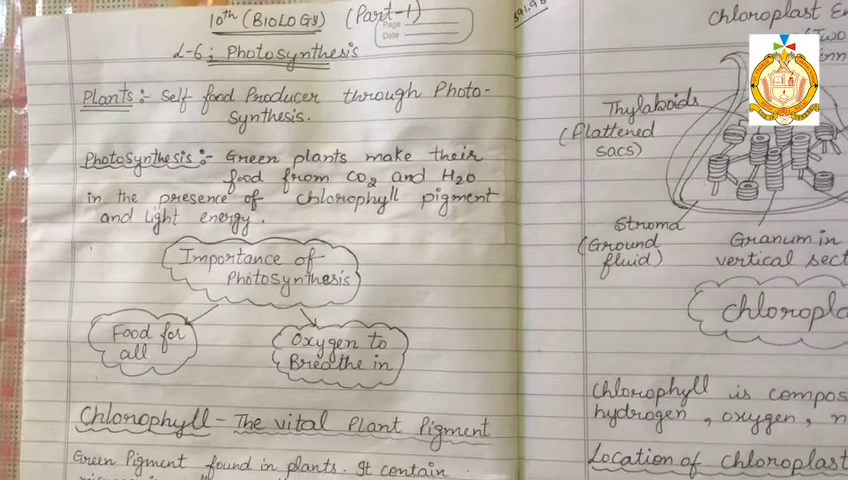 10th (BIOLOGY) (Part-1)
Page
Date
L-6: PhotoSynthesis
Plants:- Self food Producer through Photo-
Synthesis.
PhotoSynthesis:- Green plants make their
food from CO2 and H2O
in the presence of chlorophyll pigment
and light energy.
Importance of
PhotoSynthesis
Food for
all
Oxygen to
Breathe in
Chlorophyll - The vital Plant Pigment
Green Pigment found in plants. It contain
Chloroplast
(Two
Thylakoids
(flattened
sacs)
Stroma
(Ground
fluid)
Granum in
vertical sect
Chloropla
Chlorophyll is compos
hydrogen, oxygen, n
Location of Chloroplast